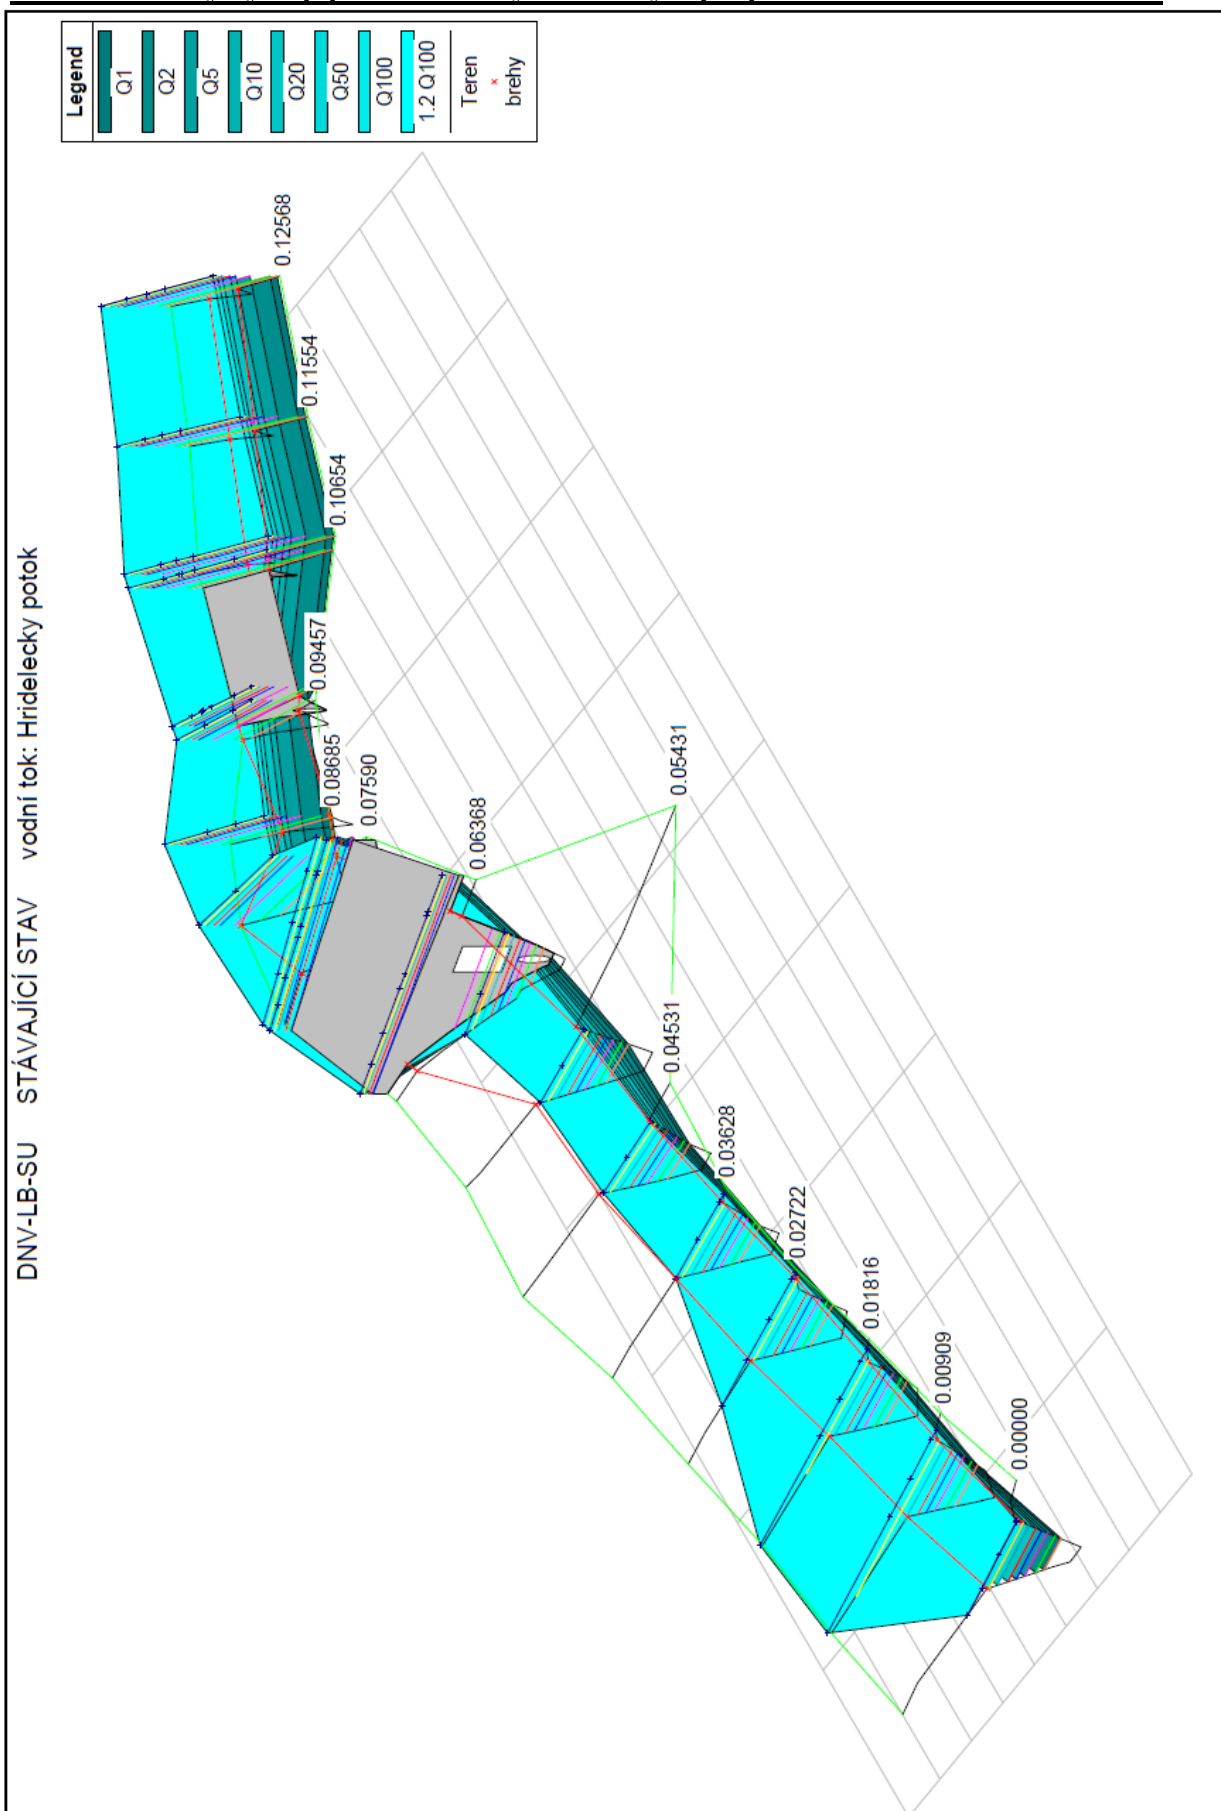 DNV-LB-SU STÁVAJÍCÍ STAV vodní tok: Hridelecky potok
Legend
Q1
Q2
Q5
Q10
Q20
Q50
Q100
1.2 Q100
Teren
brehy
0.12568
0.11554
0.10654
0.09457
0.08685
0.07590
0.06368
0.05431
0.04531
0.03628
0.02722
0.01816
0.00909
0.00000